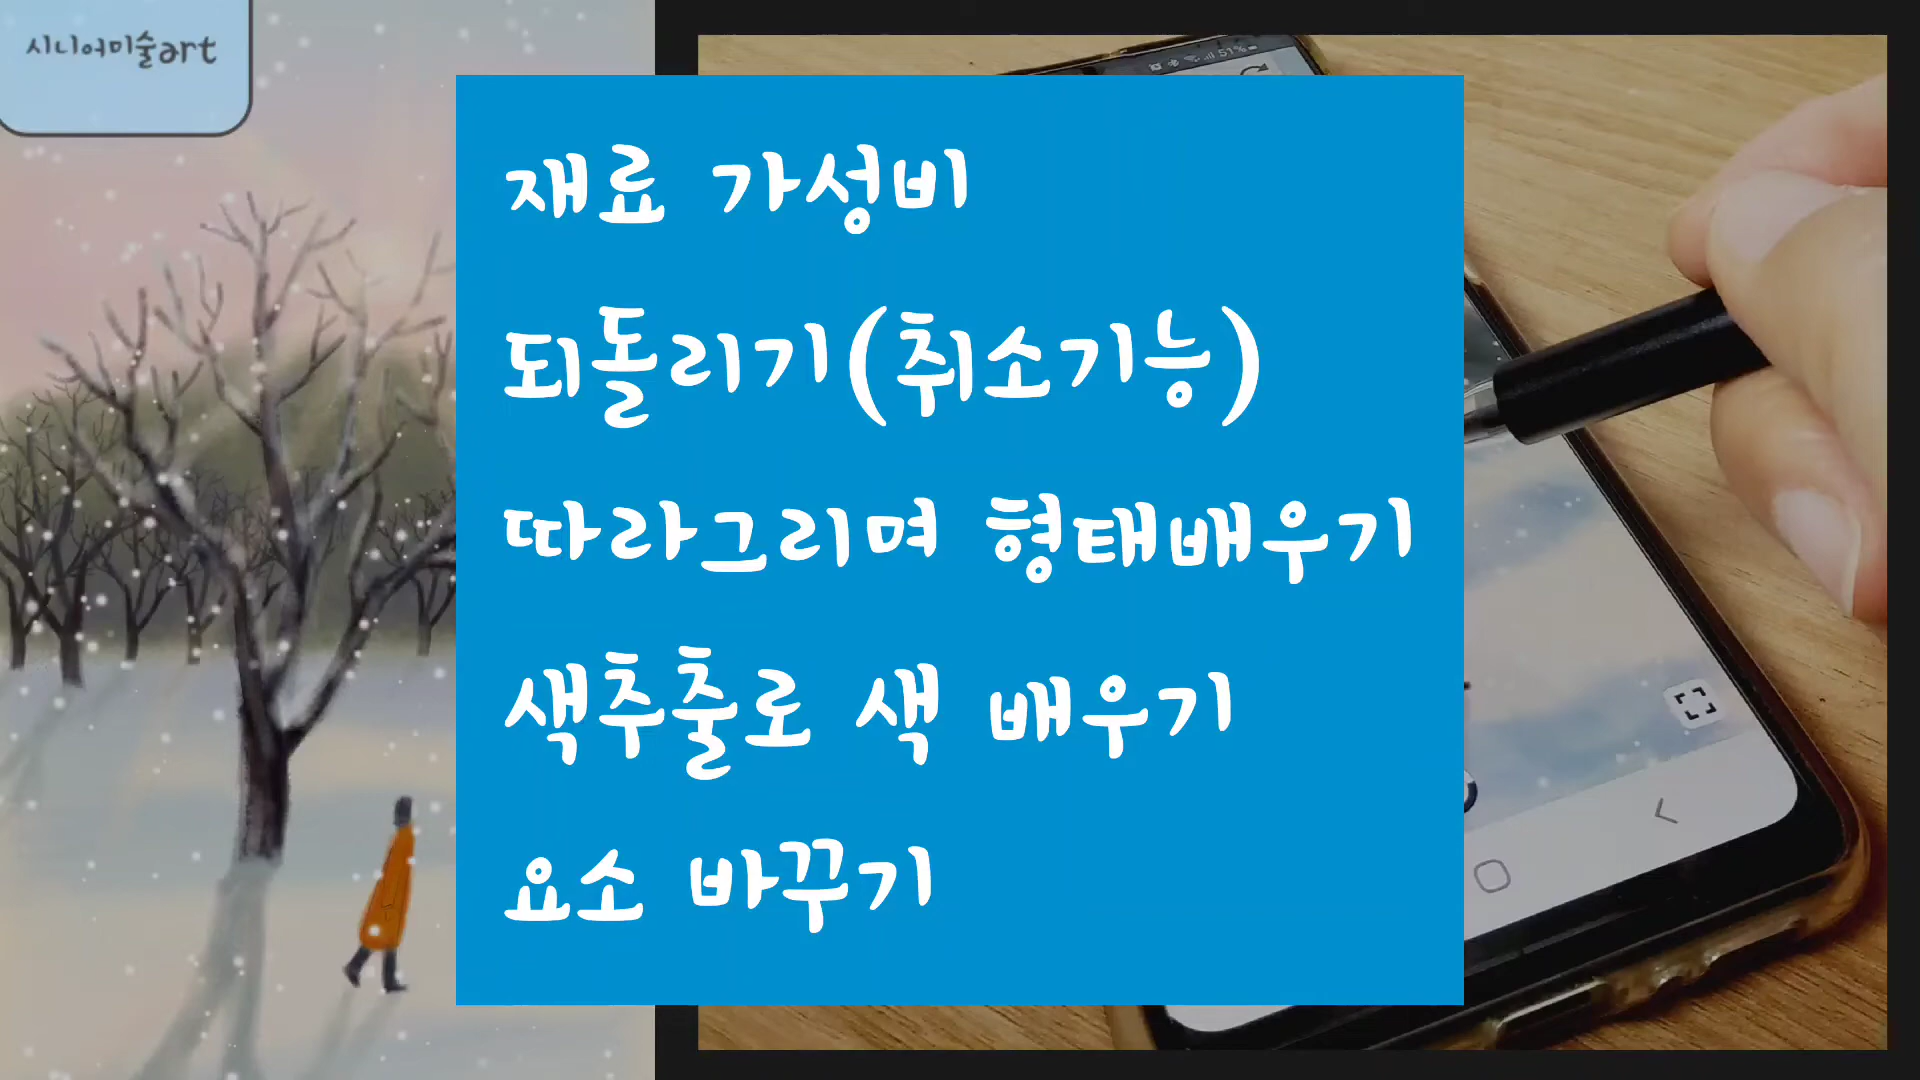 시니어미술art
51%
재료 가성비
되돌리기(취소기능)
따라그리며 형태배우기
색추출로 색 배우기
요소 바꾸기